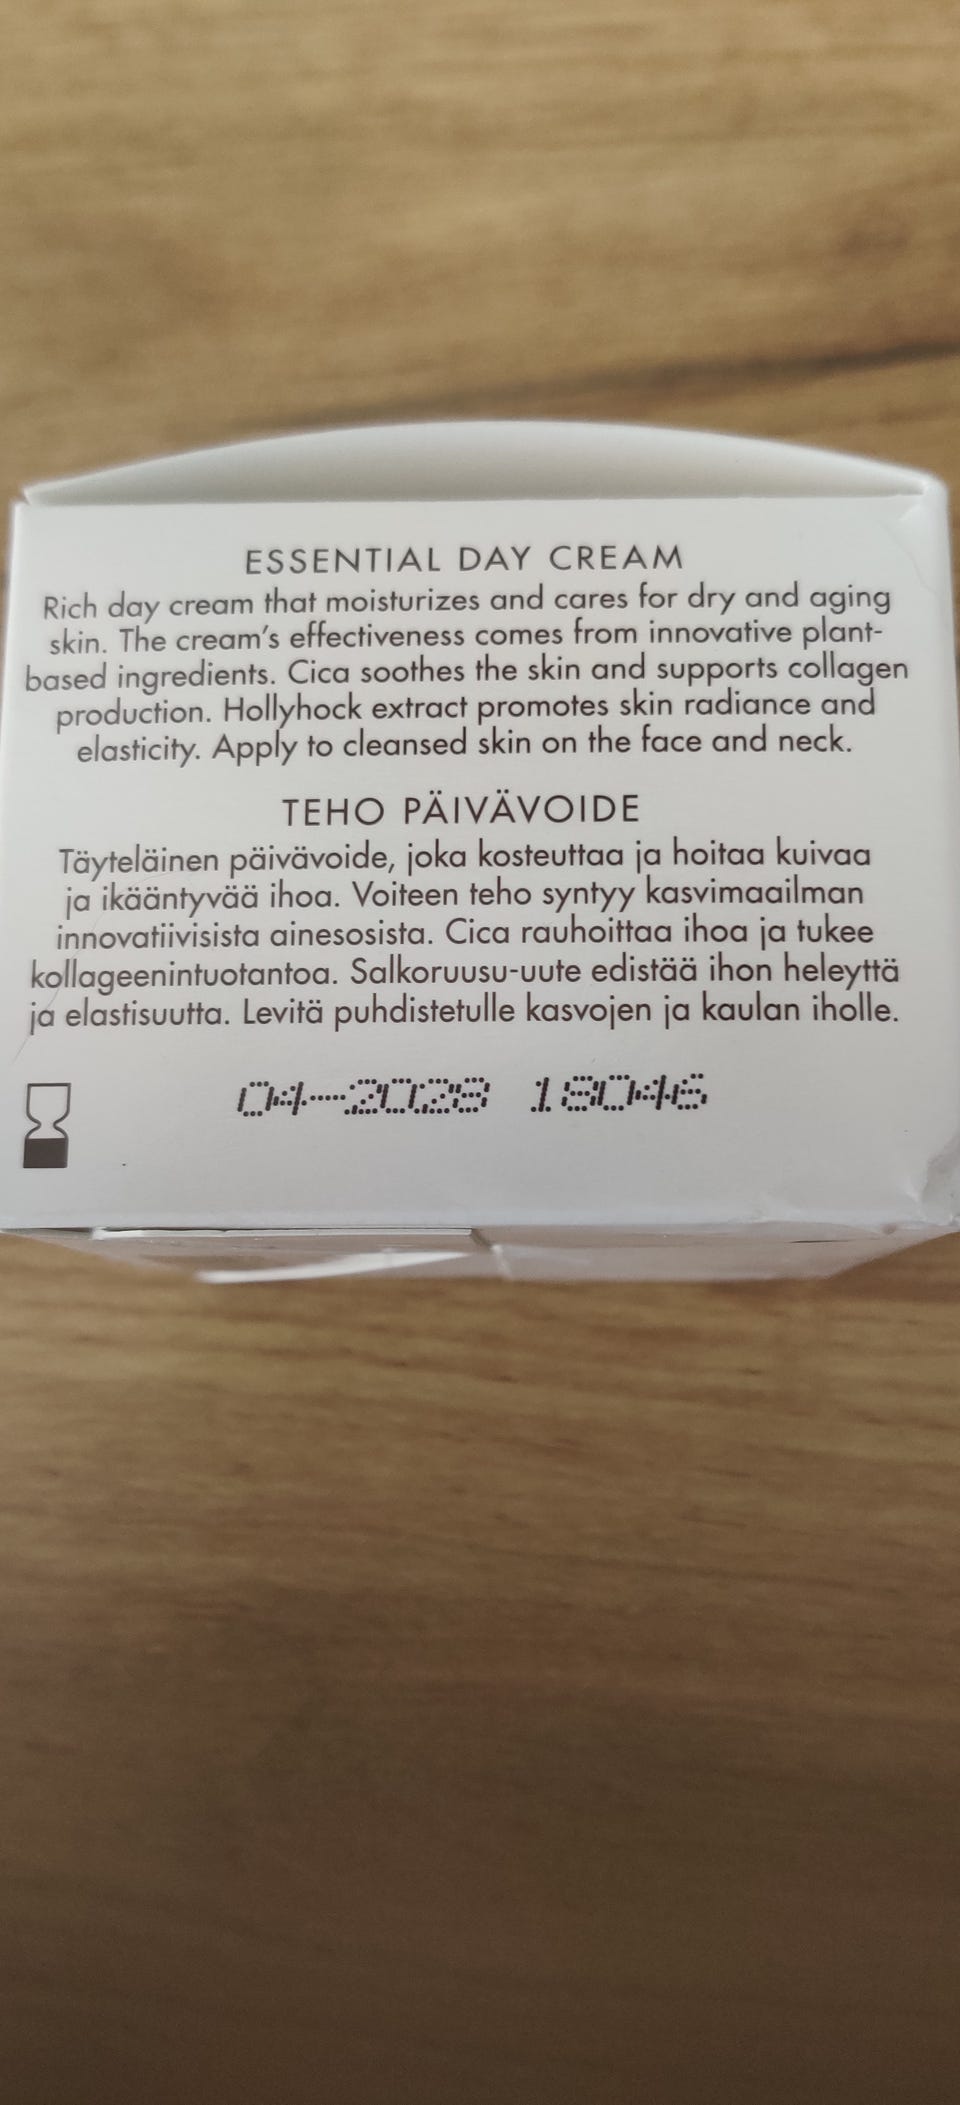 ESSENTIAL DAY CREAM
Rich day cream that moisturizes and cares for dry and aging
skin. The cream's effectiveness comes from innovative plant-
based ingredients. Cica soothes the skin and supports collagen
production. Hollyhock extract promotes skin radiance and
elasticity. Apply to cleansed skin on the face and neck.
TEHO PÄIVÄVOIDE
Täyteläinen päivävoide, joka kosteuttaa ja hoitaa kuivaa
ja ikääntyvää ihoa. Voiteen teho syntyy kasvimaailman
innovatiivisista ainesosista. Cica rauhoittaa ihoa ja tukee
kollageenintuotantoa. Salkoruusu-uute edistää ihon heleyttä
ja elastisuutta. Levitä puhdistetulle kasvojen ja kaulan iholle.
04-2028 18046